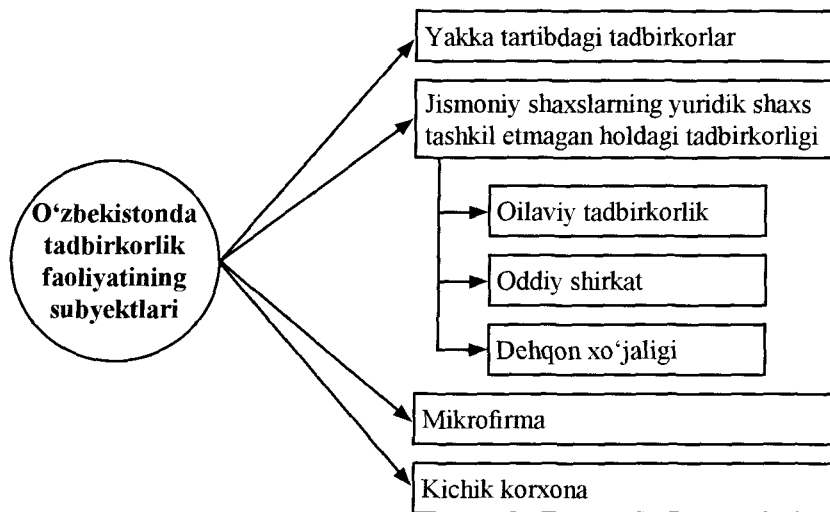 Yakka tartibdagi tadbirkorlar
Jismoniy shaxslarning yuridik shaxs
tashkil etmagan holdagi tadbirkorligi
O‘zbekistonda
tadbirkorlik
faoliyatining
subyektlari
Oilaviy tadbirkorlik
Oddiy shirkat
Dehqon xo‘jaligi
Mikrofirma
Kichik korxona